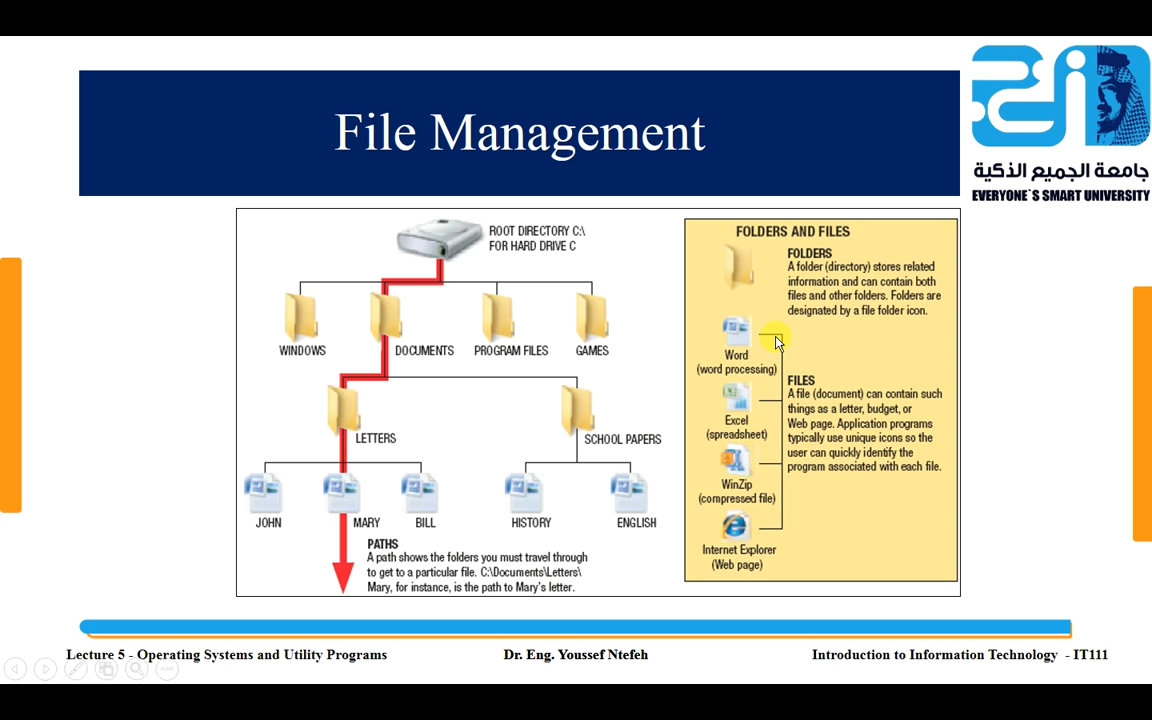 File Management
جامعة الجميع الذكية
EVERYONE`S SMART UNIVERSITY
ROOT DIRECTORY C:\
FOR HARD DRIVE C
WINDOWS
DOCUMENTS
PROGRAM FILES
GAMES
LETTERS
SCHOOL PAPERS
JOHN
MARY
BILL
HISTORY
ENGLISH
PATHS
A path shows the folders you must travel through
to get to a particular file. C:\Documents\Letters\
Mary, for instance, is the path to Mary's letter.
FOLDERS AND FILES
FOLDERS
A folder (directory) stores related
information and can contain both
files and other folders. Folders are
designated by a file folder icon.
Word
(word processing)
Excel
(spreadsheet)
WinZip
(compressed file)
Internet Explorer
(Web page)
FILES
A file (document) can contain such
things as a letter, budget, or
Web page. Application programs
typically use unique icons so the
user can quickly identify the
program associated with each file.
Lecture 5 - Operating Systems and Utility Programs
Dr. Eng. Youssef Ntefeh
Introduction to Information Technology - IT111